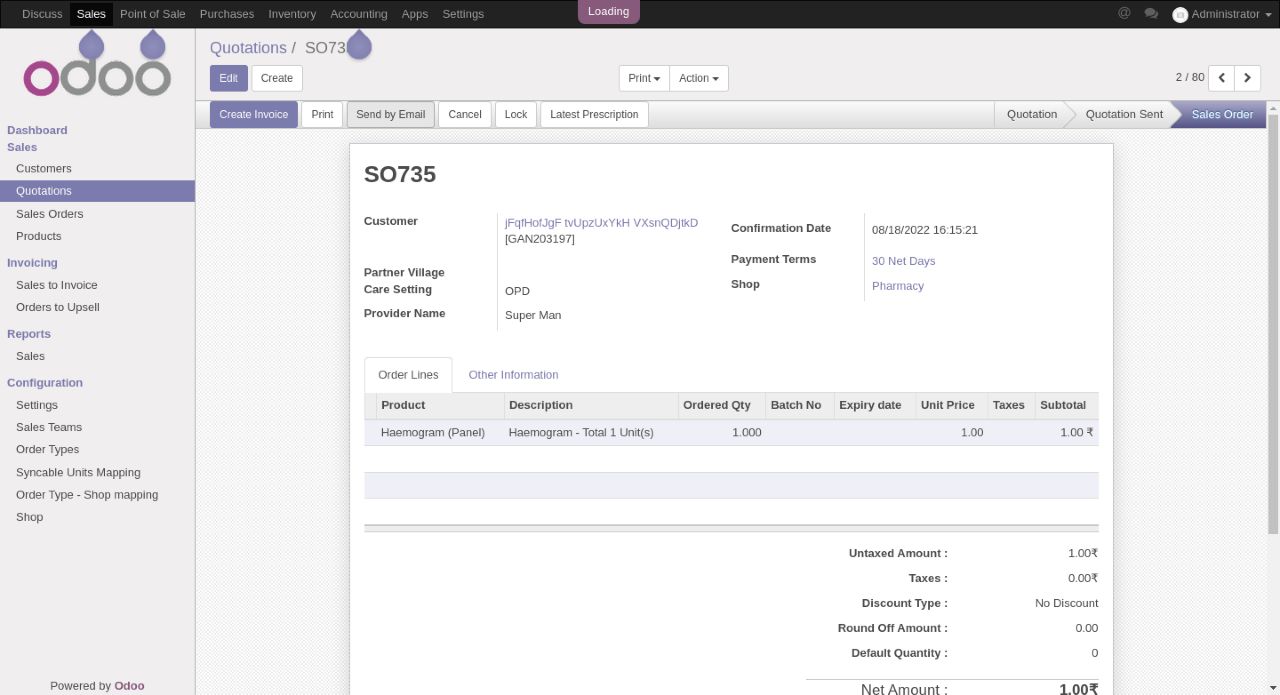 Discuss Sales Point of Sale Purchases Inventory Accounting Apps Settings Loading @ Administrator
odoo
Quotations / SO73
Edit Create Print Action 2 / 80
Create Invoice Print Send by Email Cancel Lock Latest Prescription Quotation Quotation Sent Sales Order
Dashboard
Sales
Customers
Quotations
Sales Orders
Products
Invoicing
Sales to Invoice
Orders to Upsell
Reports
Sales
Configuration
Settings
Sales Teams
Order Types
Syncable Units Mapping
Order Type - Shop mapping
Shop
Powered by Odoo
SO735
Customer jFqfHofJgF tvUpzUxYkH VXsnQDjtkD
[GAN203197]
Partner Village
Care Setting OPD
Provider Name Super Man
Confirmation Date 08/18/2022 16:15:21
Payment Terms 30 Net Days
Shop Pharmacy
Order Lines Other Information
Product Description Ordered Qty Batch No Expiry date Unit Price Taxes Subtotal
Haemogram (Panel) Haemogram - Total 1 Unit(s) 1.000 1.00 1.00 ₹
Untaxed Amount : 1.00₹
Taxes : 0.00₹
Discount Type : No Discount
Round Off Amount : 0.00
Default Quantity : 0
Net Amount : 1.00₹